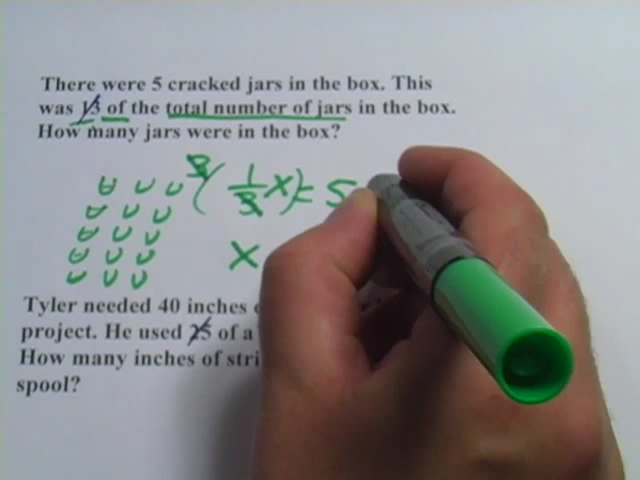 There were 5 cracked jars in the box. This
was 1/3 of the total number of jars in the box.
How many jars were in the box?
3( 1/3 x) = 5
x
Tyler needed 40 inches
project. He used 2/5 of a
How many inches of stri
spool?